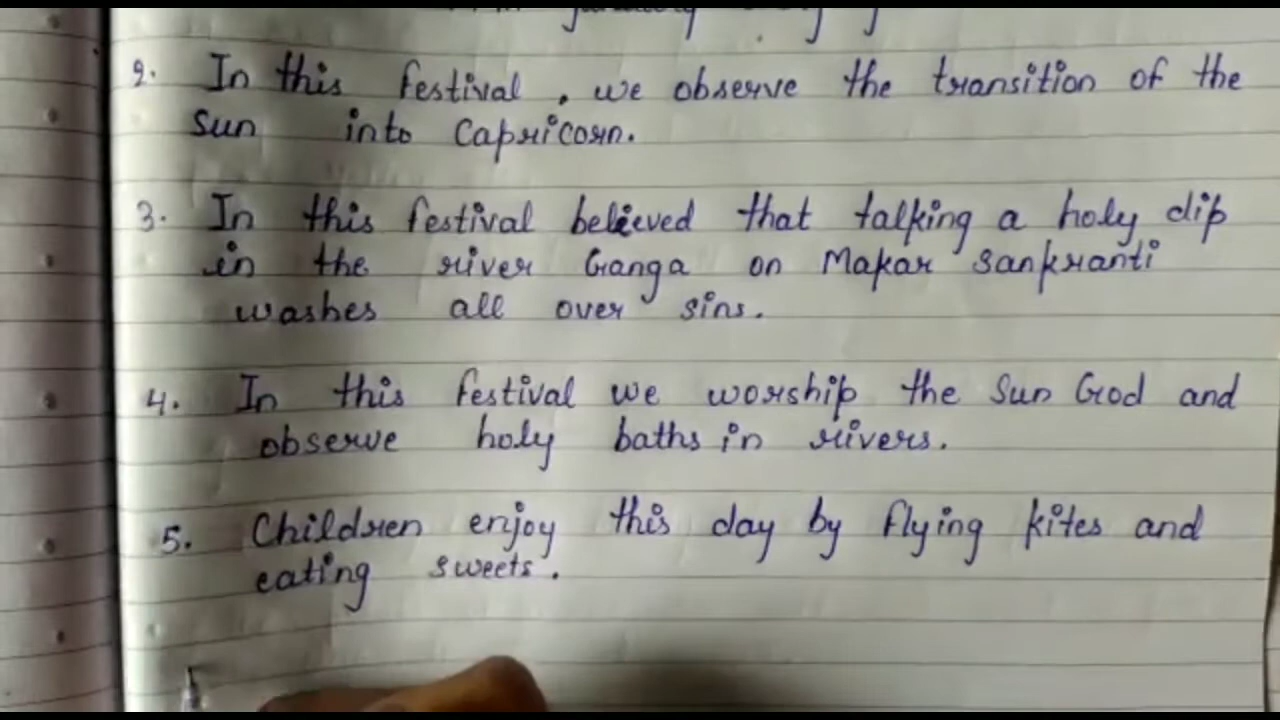 2. In this festival , we observe the transition of the
sun into Capricorn.
3. In this festival believed that talking a holy dip
in the river Ganga on Makar Sankranti
washes all over sins.
4. In this festival we worship the Sun God and
observe holy baths in rivers.
5. Children enjoy this day by flying kites and
eating sweets.